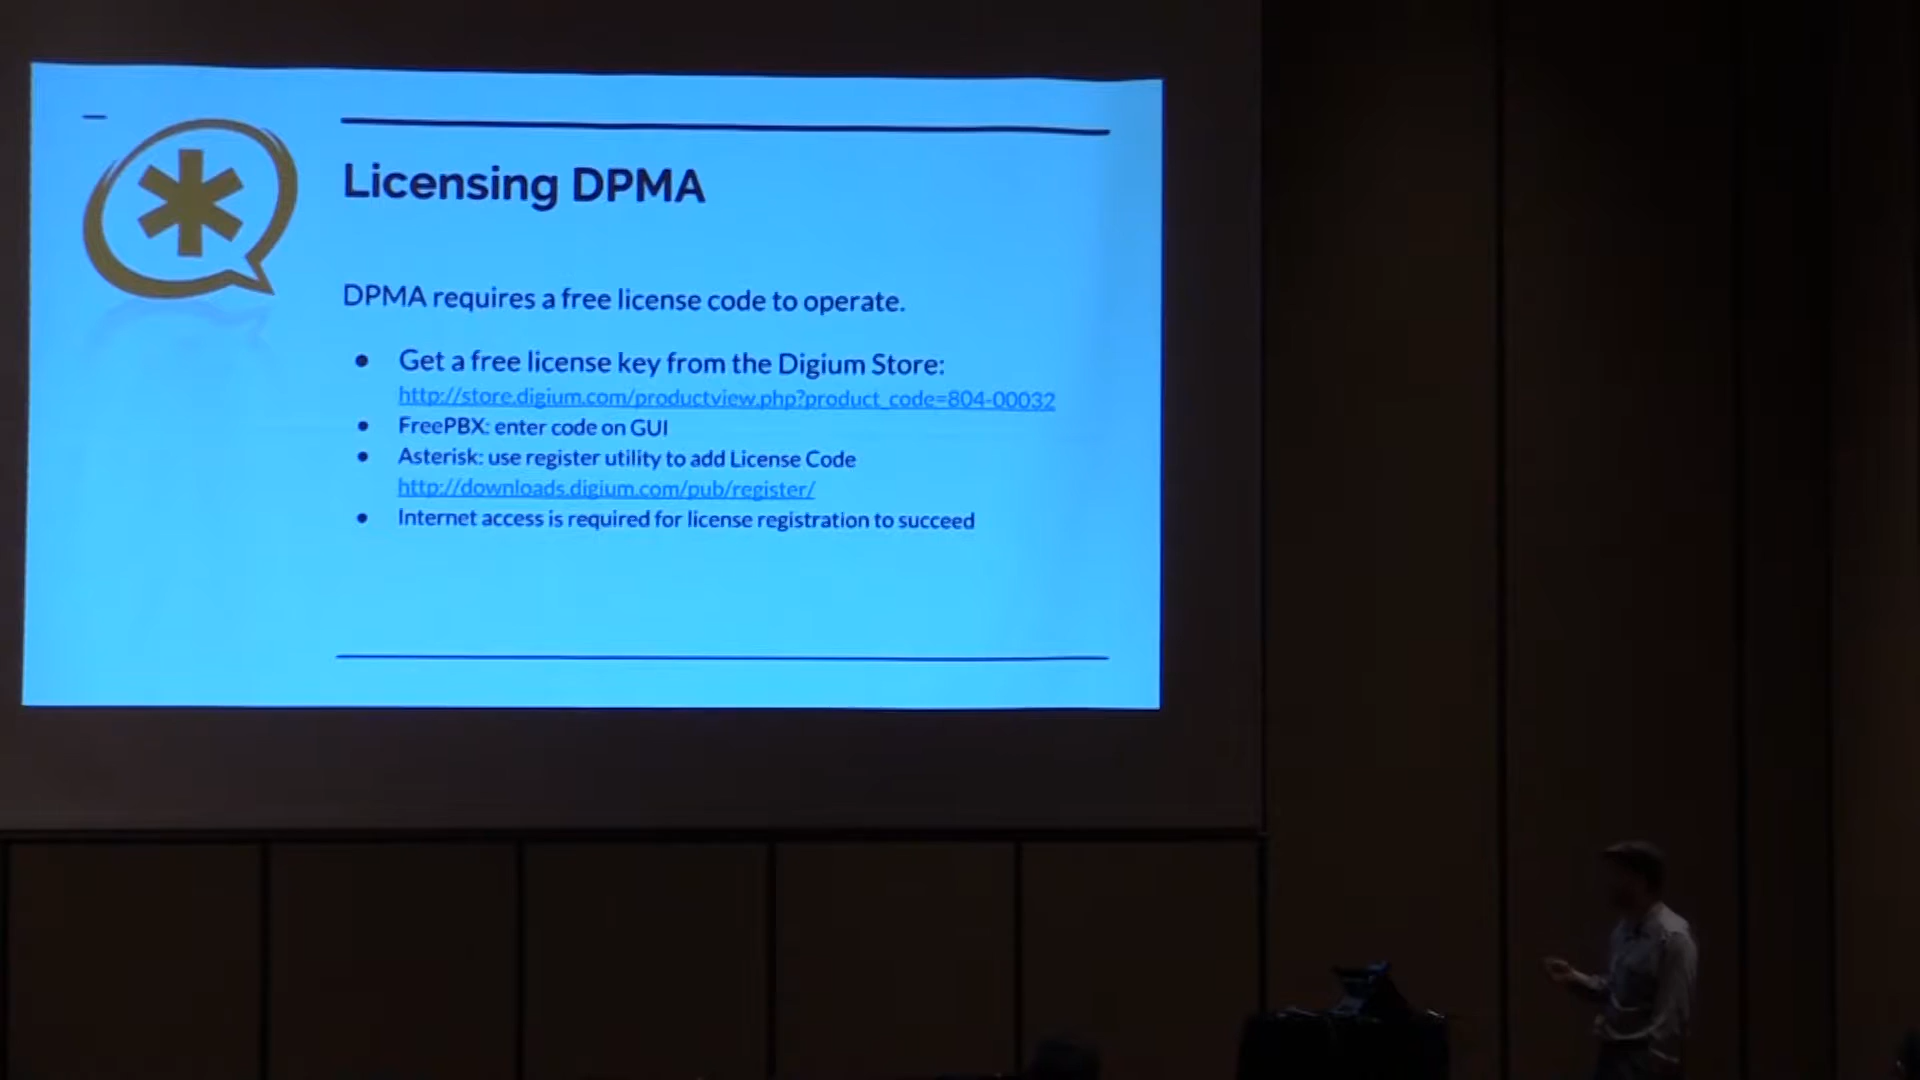 Licensing DPMA
DPMA requires a free license code to operate.
● Get a free license key from the Digium Store:
http://store.digium.com/productview.php?product_code=804-00032
● FreePBX: enter code on GUI
● Asterisk: use register utility to add License Code
http://downloads.digium.com/pub/register/
● Internet access is required for license registration to succeed